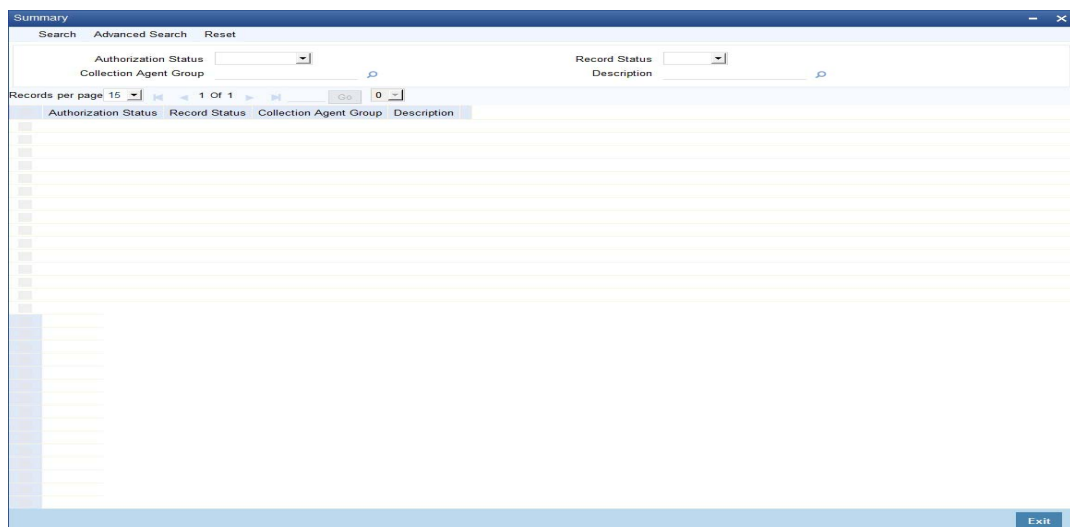 Summary
Search Advanced Search Reset
Authorization Status Record Status
Collection Agent Group Description
Records per page 15 1 Of 1 Go 0
Authorization Status Record Status Collection Agent Group Description
Exit